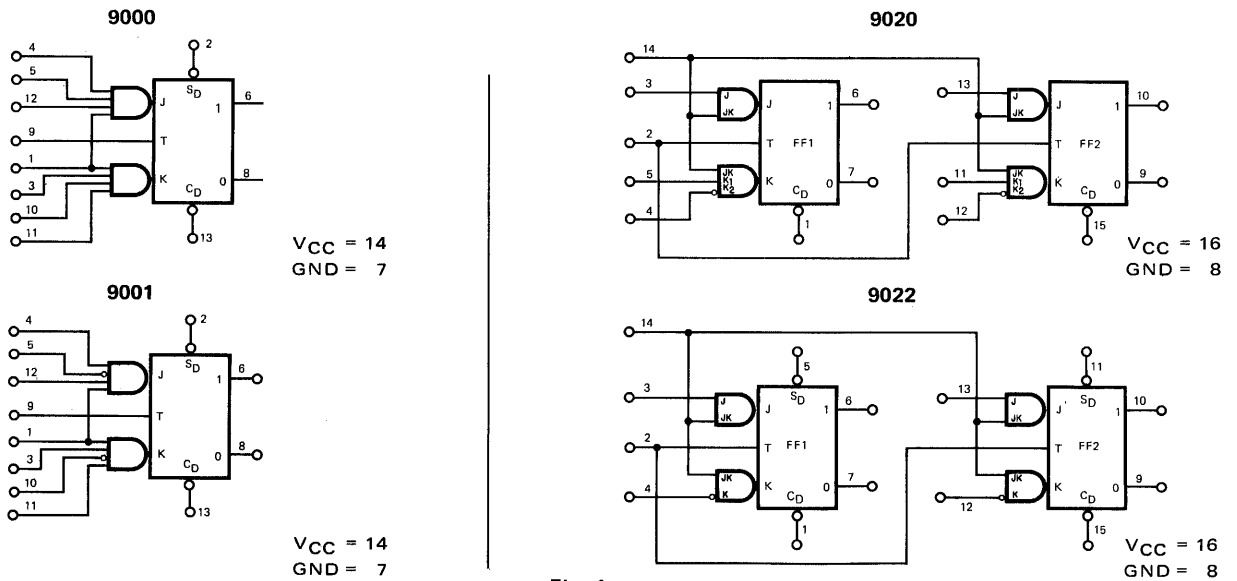 9000
4
2
5
12
9
1
3
10
11
S_D
J
T
K
C_D
1
0
6
8
13
V_CC = 14
GND = 7
9001
4
2
5
12
9
1
3
10
11
S_D
J
T
K
C_D
1
0
6
8
13
V_CC = 14
GND = 7
9020
14
3
2
5
4
J
JK
JK
K1
K2
J
T
K
FF1
C_D
1
0
6
7
1
13
11
12
J
JK
JK
K1
K2
J
T
K
FF2
C_D
1
0
10
9
15
V_CC = 16
GND = 8
9022
14
3
2
4
J
JK
JK
K
5
S_D
J
T
K
FF1
C_D
1
0
6
7
1
13
12
J
JK
JK
K
11
S_D
J
T
K
FF2
C_D
1
0
10
9
15
V_CC = 16
GND = 8